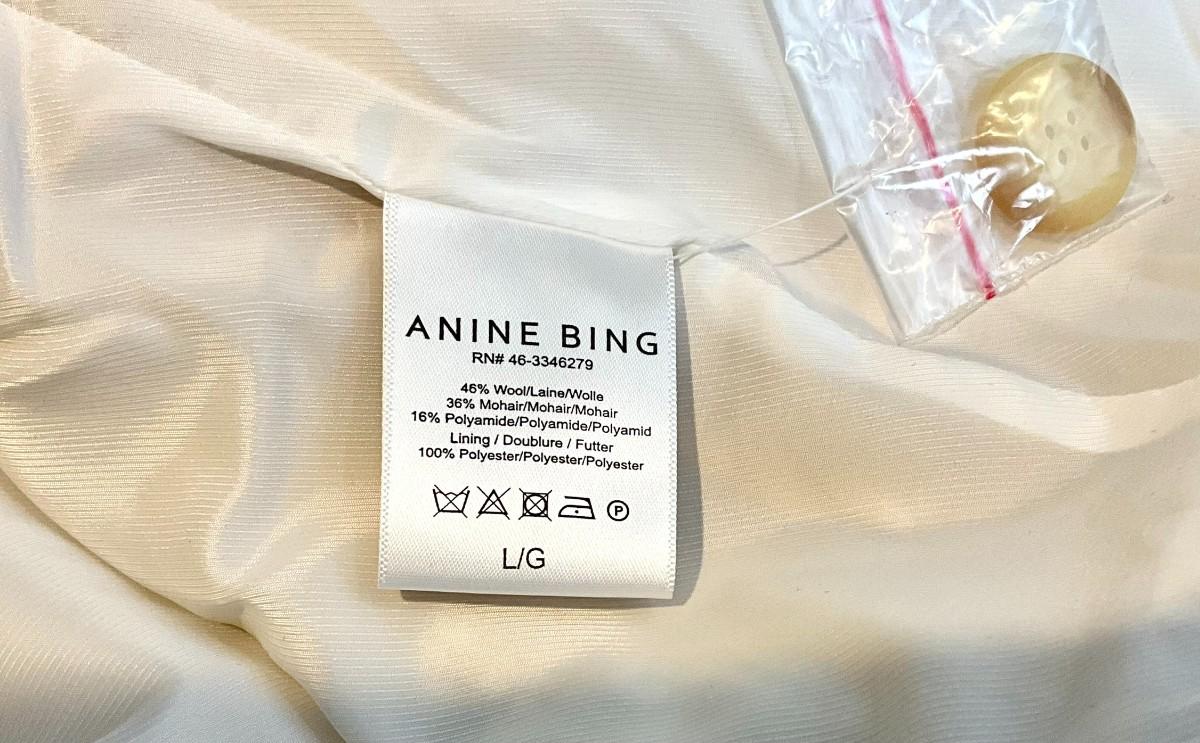 ANINE BING
RN# 46-3346279
46% Wool/Laine/Wolle
36% Mohair/Mohair/Mohair
16% Polyamide/Polyamide/Polyamid
Lining / Doublure / Futter
100% Polyester/Polyester/Polyester
P
L/G